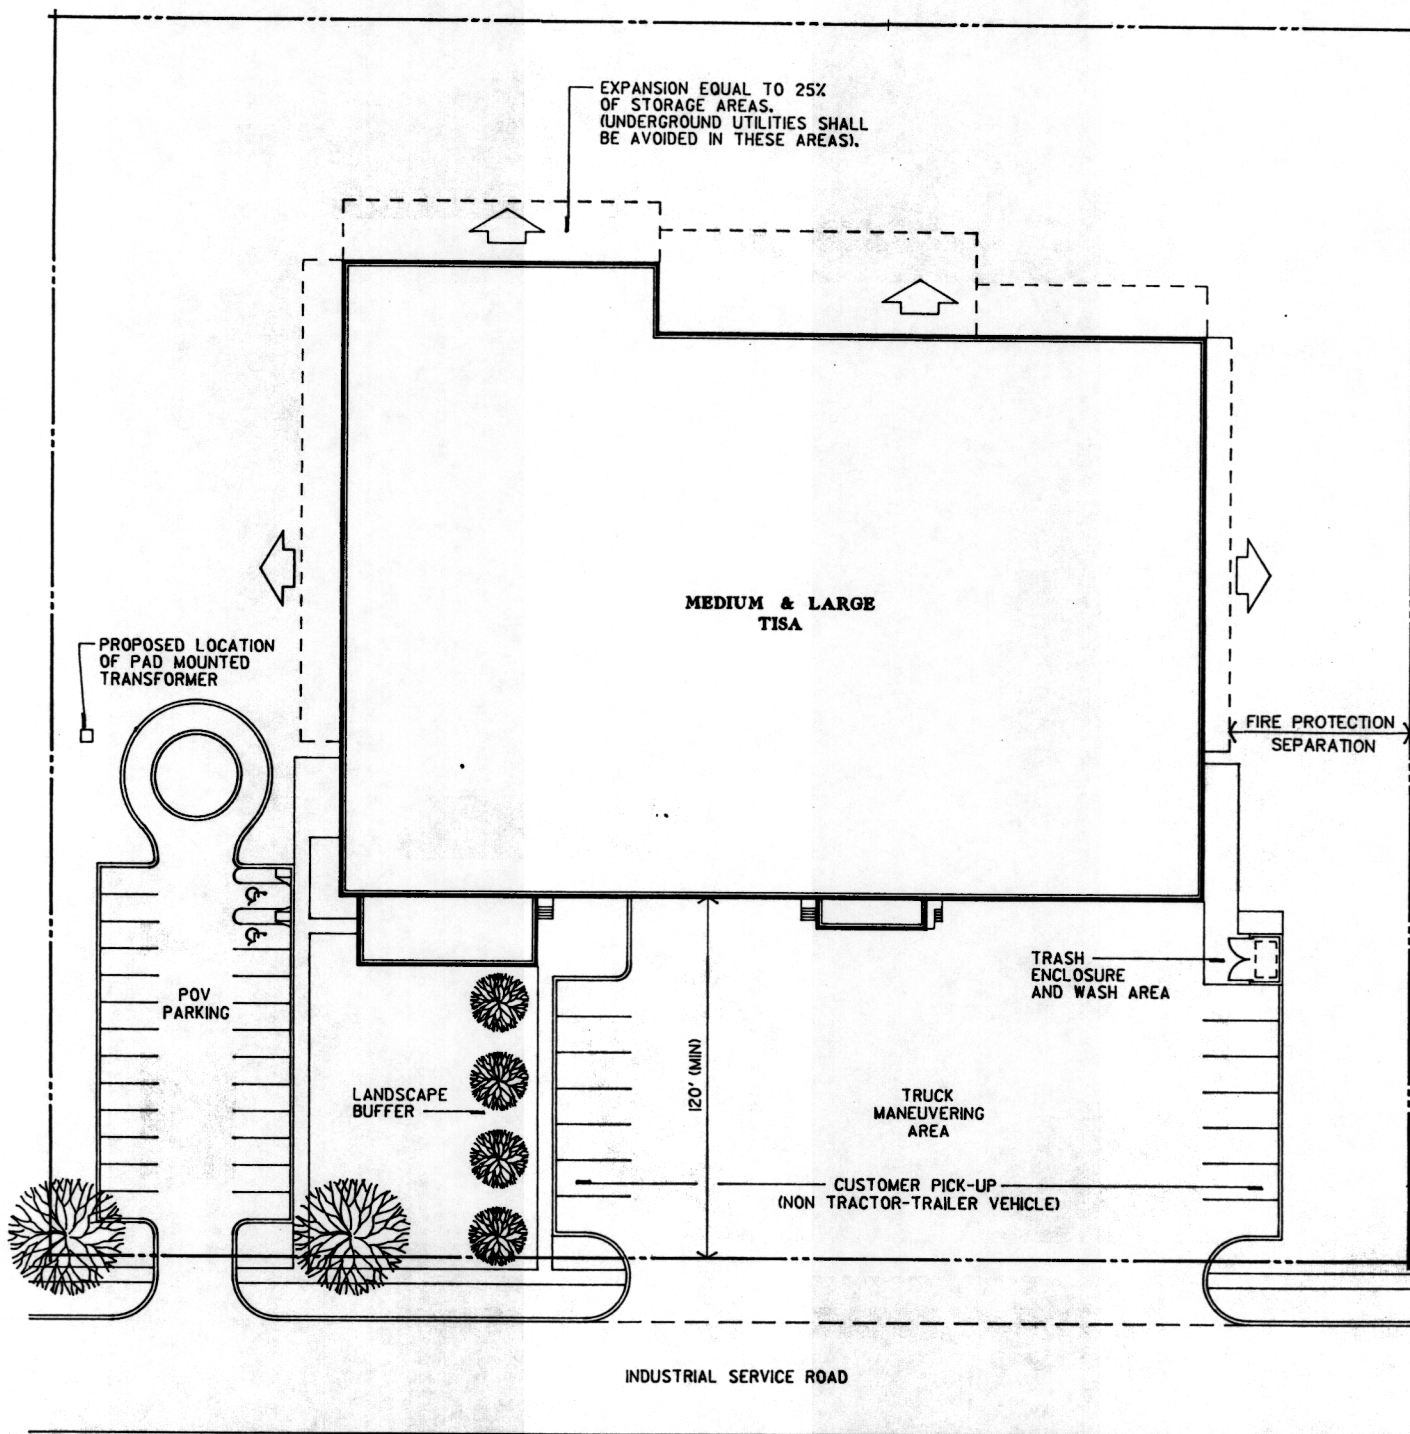 EXPANSION EQUAL TO 25%
OF STORAGE AREAS.
(UNDERGROUND UTILITIES SHALL
BE AVOIDED IN THESE AREAS).
MEDIUM & LARGE
TISA
PROPOSED LOCATION
OF PAD MOUNTED
TRANSFORMER
FIRE PROTECTION
SEPARATION
TRASH
ENCLOSURE
AND WASH AREA
POV
PARKING
LANDSCAPE
BUFFER
120' (MIN)
TRUCK
MANEUVERING
AREA
CUSTOMER PICK-UP
(NON TRACTOR-TRAILER VEHICLE)
INDUSTRIAL SERVICE ROAD